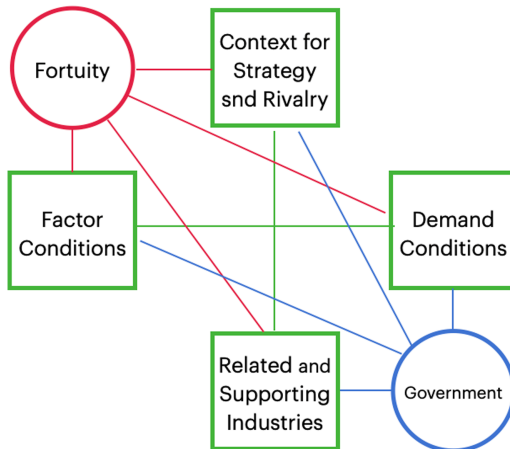 Fortuity
Context for
Strategy
snd Rivalry
Factor
Conditions
Demand
Conditions
Related and
Supporting
Industries
Government